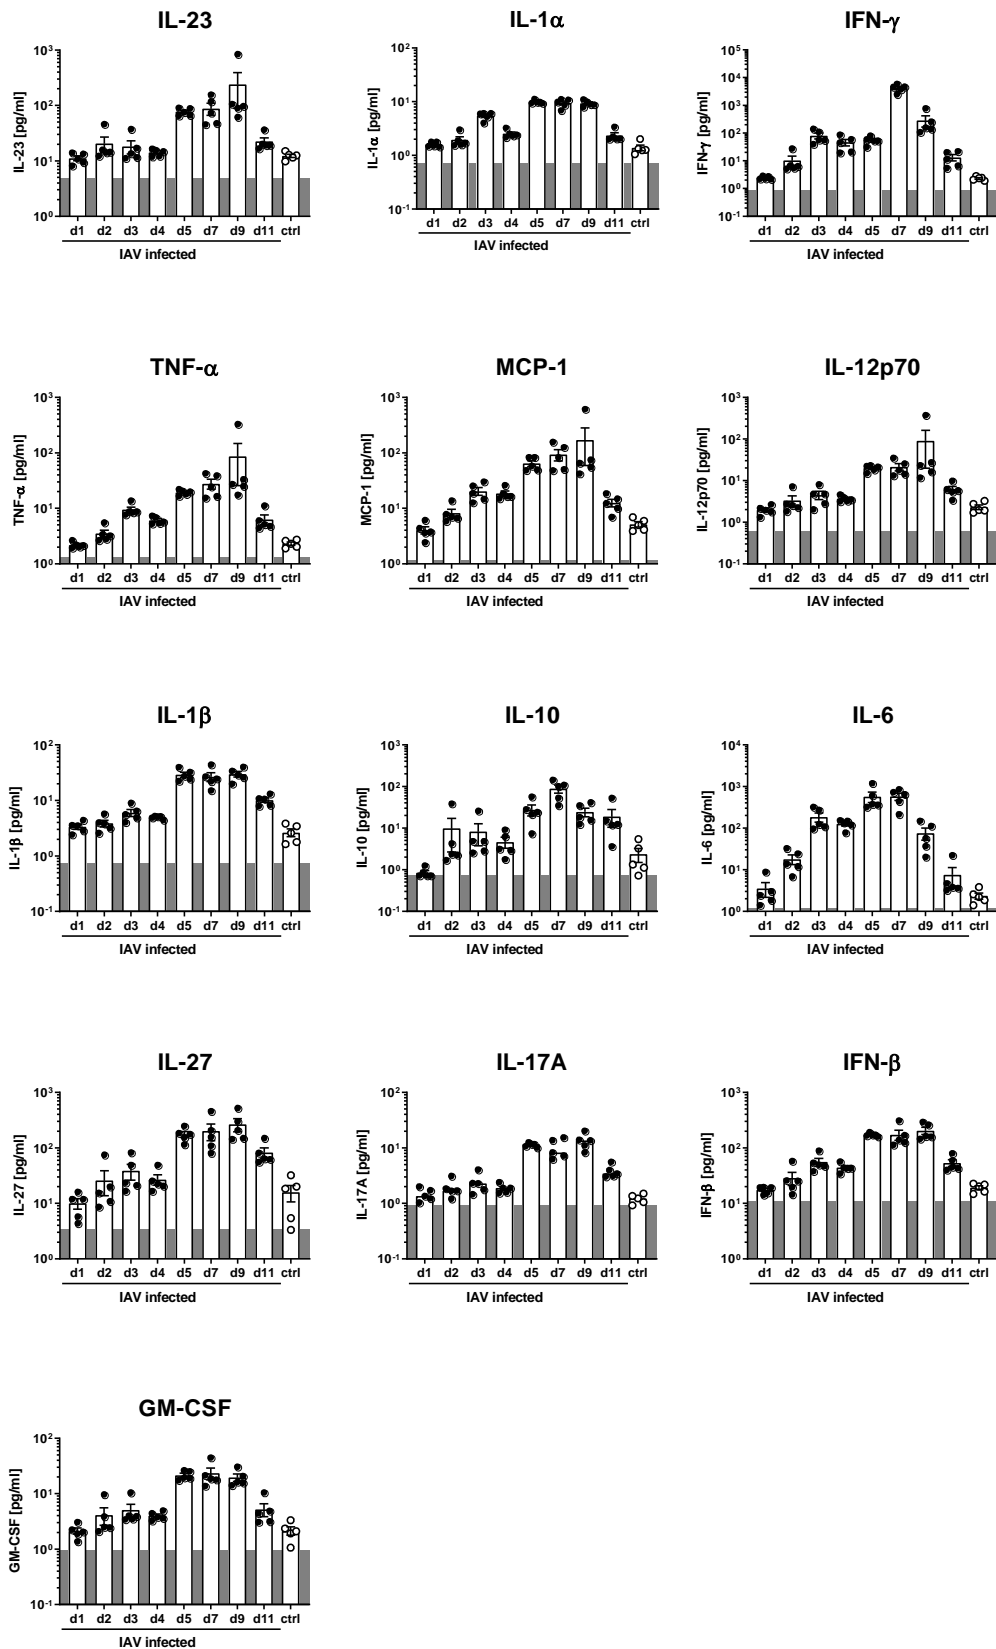 IL-23 IL-1α IFN-γ
IL-23 [pg/ml] 10³ 10² 10¹ 10⁰
IL-1α [pg/ml] 10² 10¹ 10⁰ 10⁻¹
IFN-γ [pg/ml] 10⁵ 10⁴ 10³ 10² 10¹ 10⁰ 10⁻¹
d1 d2 d3 d4 d5 d7 d9 d11 ctrl d1 d2 d3 d4 d5 d7 d9 d11 ctrl d1 d2 d3 d4 d5 d7 d9 d11 ctrl
IAV infected IAV infected IAV infected
TNF-α MCP-1 IL-12p70
TNF-α [pg/ml] 10³ 10² 10¹ 10⁰
MCP-1 [pg/ml] 10³ 10² 10¹ 10⁰
IL-12p70 [pg/ml] 10³ 10² 10¹ 10⁰ 10⁻¹
d1 d2 d3 d4 d5 d7 d9 d11 ctrl d1 d2 d3 d4 d5 d7 d9 d11 ctrl d1 d2 d3 d4 d5 d7 d9 d11 ctrl
IAV infected IAV infected IAV infected
IL-1β IL-10 IL-6
IL-1β [pg/ml] 10² 10¹ 10⁰ 10⁻¹
IL-10 [pg/ml] 10³ 10² 10¹ 10⁰ 10⁻¹
IL-6 [pg/ml] 10⁴ 10³ 10² 10¹ 10⁰
d1 d2 d3 d4 d5 d7 d9 d11 ctrl d1 d2 d3 d4 d5 d7 d9 d11 ctrl d1 d2 d3 d4 d5 d7 d9 d11 ctrl
IAV infected IAV infected IAV infected
IL-27 IL-17A IFN-β
IL-27 [pg/ml] 10³ 10² 10¹ 10⁰
IL-17A [pg/ml] 10² 10¹ 10⁰ 10⁻¹
IFN-β [pg/ml] 10³ 10² 10¹ 10⁰
d1 d2 d3 d4 d5 d7 d9 d11 ctrl d1 d2 d3 d4 d5 d7 d9 d11 ctrl d1 d2 d3 d4 d5 d7 d9 d11 ctrl
IAV infected IAV infected IAV infected
GM-CSF
GM-CSF [pg/ml] 10² 10¹ 10⁰ 10⁻¹
d1 d2 d3 d4 d5 d7 d9 d11 ctrl
IAV infected